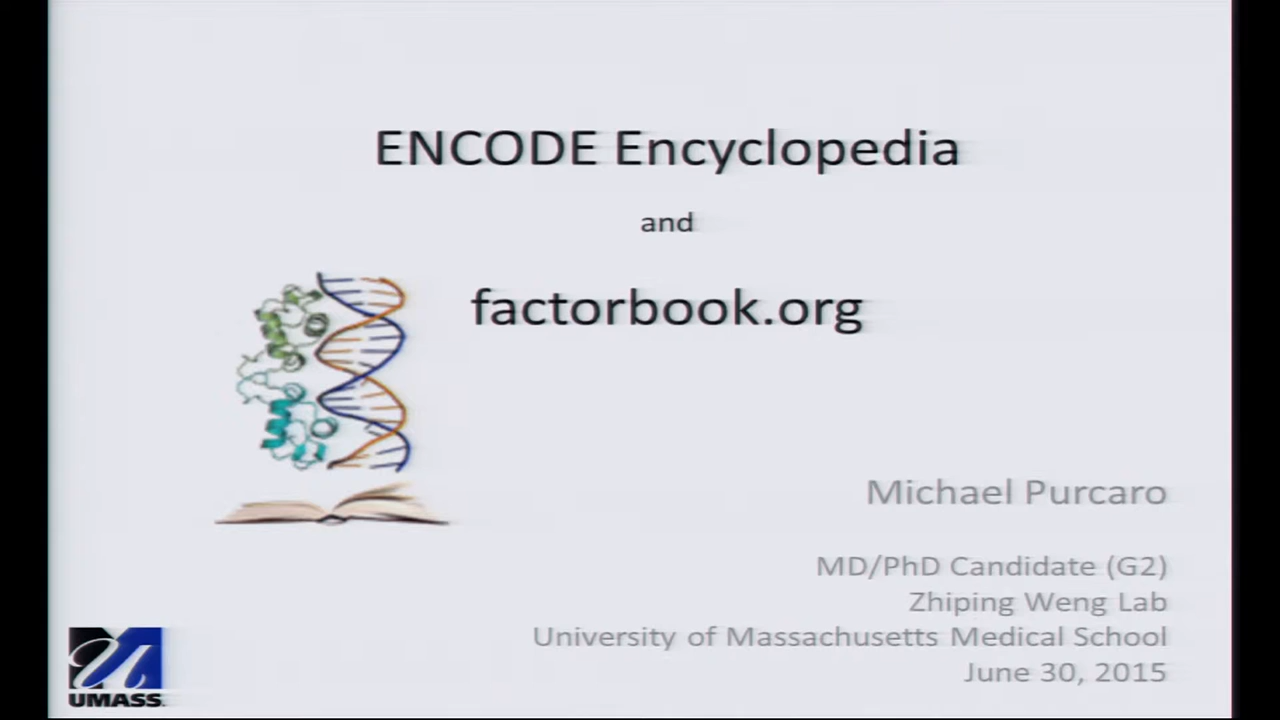 ENCODE Encyclopedia
and
factorbook.org
Michael Purcaro
MD/PhD Candidate (G2)
Zhiping Weng Lab
University of Massachusetts Medical School
June 30, 2015
UMASS